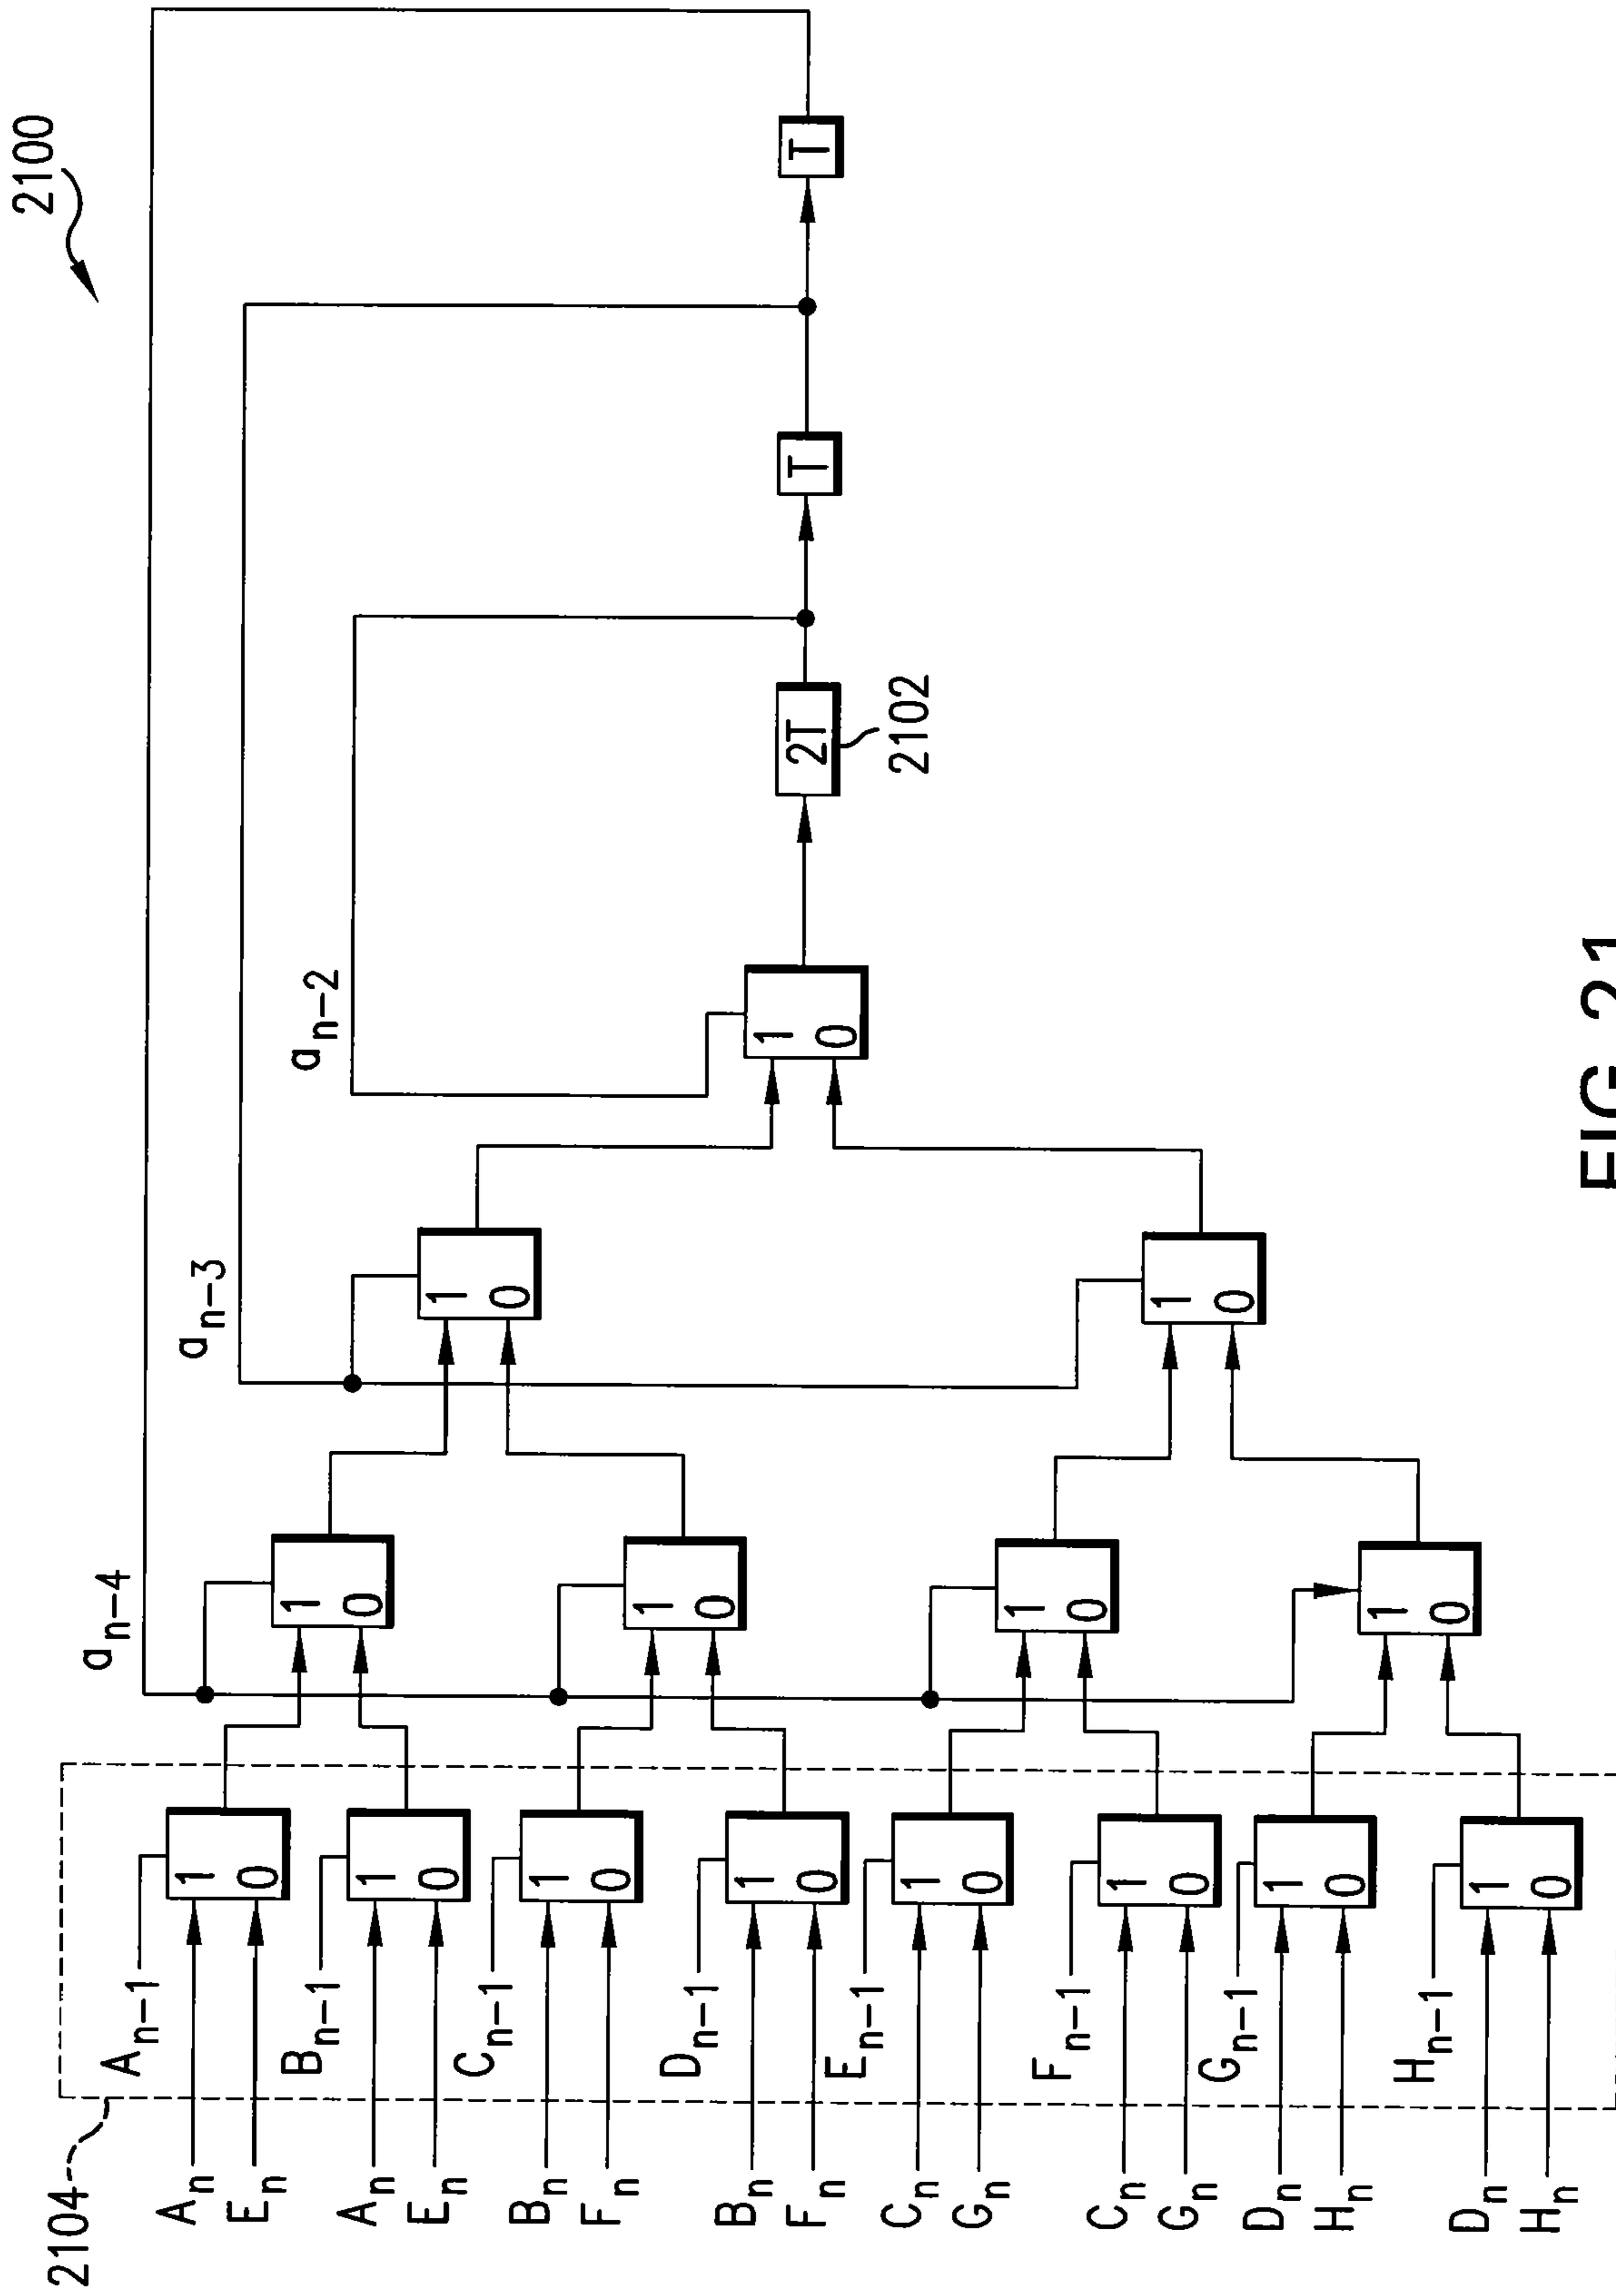 2100
2104
A_n
E_n
A_n
E_n
B_n
F_n
B_n
F_n
C_n
G_n
C_n
G_n
D_n
H_n
D_n
H_n
A_{n-1}
B_{n-1}
C_{n-1}
D_{n-1}
E_{n-1}
F_{n-1}
G_{n-1}
H_{n-1}
1 0
1 0
1 0
1 0
1 0
1 0
1 0
1 0
a_{n-4}
1 0
1 0
1 0
1 0
a_{n-3}
1 0
1 0
a_{n-2}
1 0
2T
2102
T
T
FIG. 21